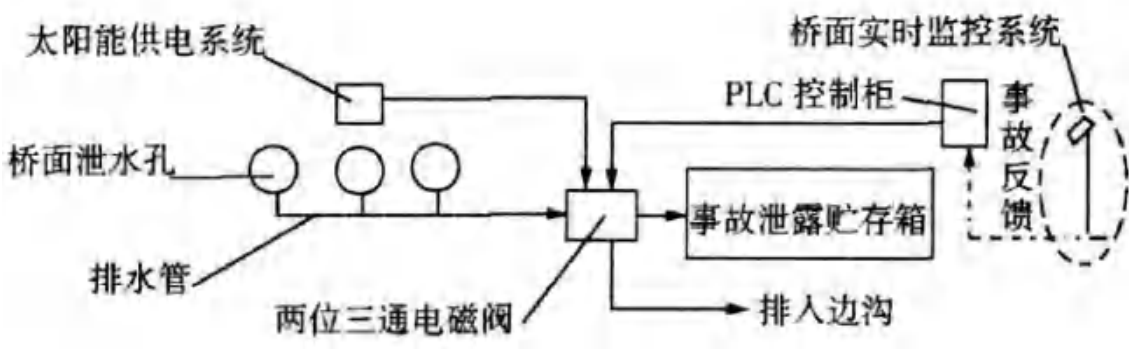 太阳能供电系统
桥面实时监控系统
PLC 控制柜
事故反馈
桥面泄水孔
事故泄露贮存箱
排水管
两位三通电磁阀
排入边沟